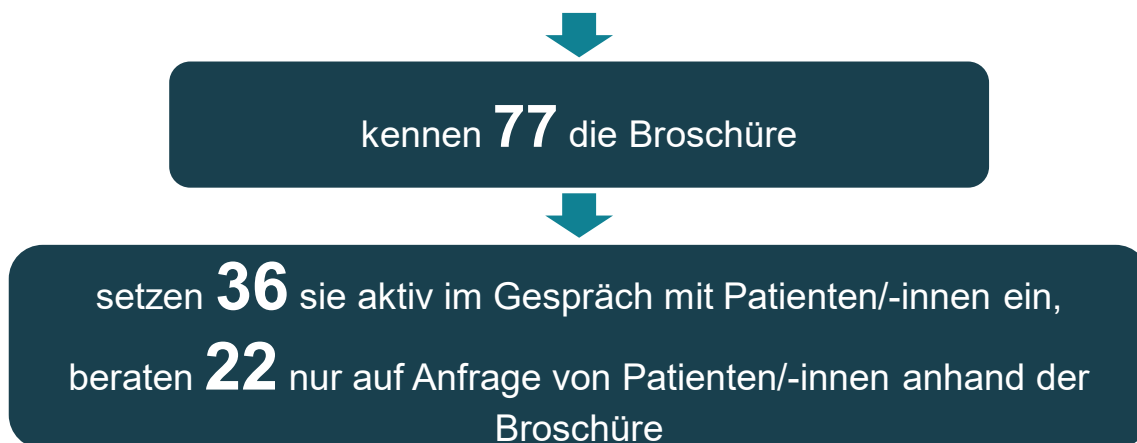 kennen 77 die Broschüre
setzen 36 sie aktiv im Gespräch mit Patienten/-innen ein,
beraten 22 nur auf Anfrage von Patienten/-innen anhand der
Broschüre